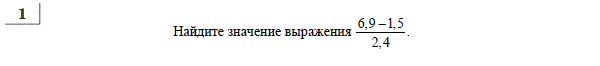 1
Найдите значение выражения (6,9 − 1,5)/2,4.